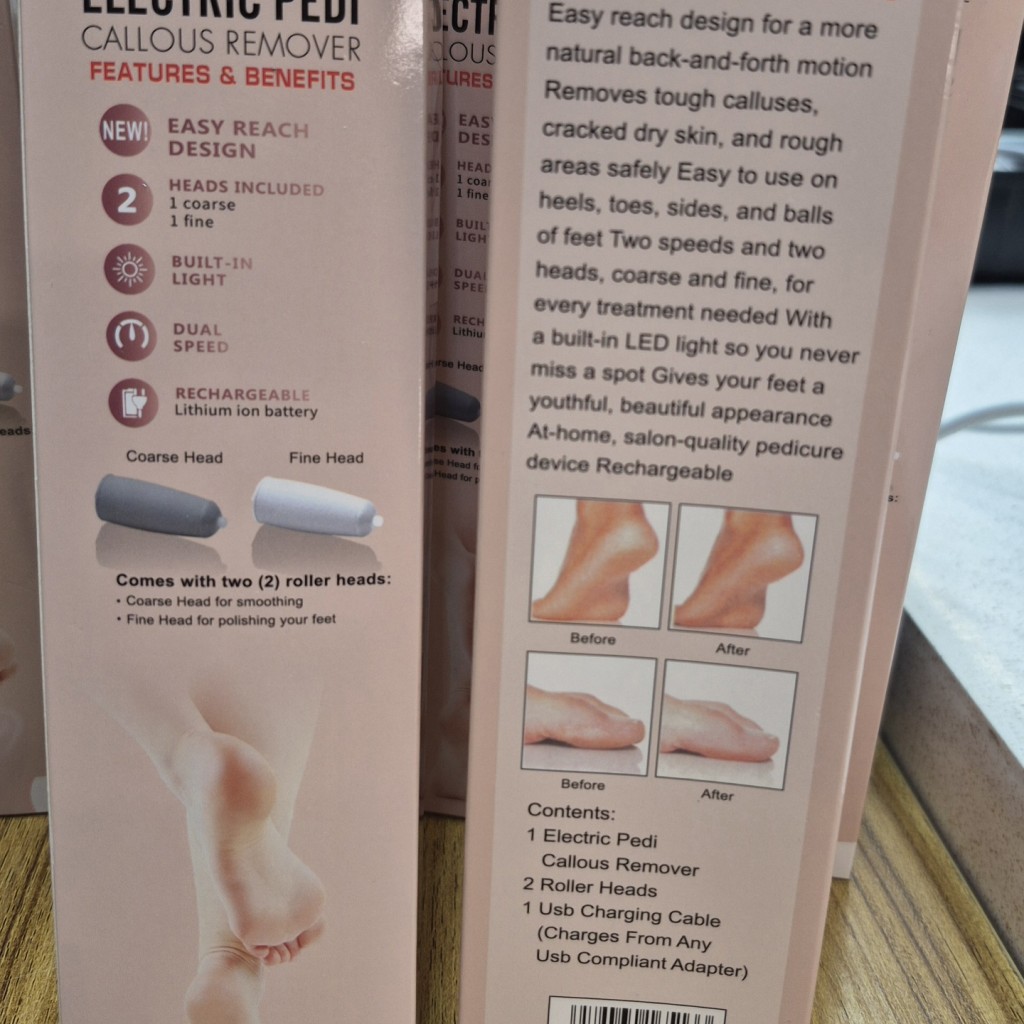 ELECTRIC PEDI
CALLOUS REMOVER
FEATURES & BENEFITS
NEW!
EASY REACH
DESIGN
2
HEADS INCLUDED
1 coarse
1 fine
BUILT-IN
LIGHT
DUAL
SPEED
RECHARGEABLE
Lithium ion battery
Coarse Head
Fine Head
Comes with two (2) roller heads:
• Coarse Head for smoothing
• Fine Head for polishing your feet
Easy reach design for a more
natural back-and-forth motion
Removes tough calluses,
cracked dry skin, and rough
areas safely Easy to use on
heels, toes, sides, and balls
of feet Two speeds and two
heads, coarse and fine, for
every treatment needed With
a built-in LED light so you never
miss a spot Gives your feet a
youthful, beautiful appearance
At-home, salon-quality pedicure
device Rechargeable
Before
After
Before
After
Contents:
1 Electric Pedi
Callous Remover
2 Roller Heads
1 Usb Charging Cable
(Charges From Any
Usb Compliant Adapter)